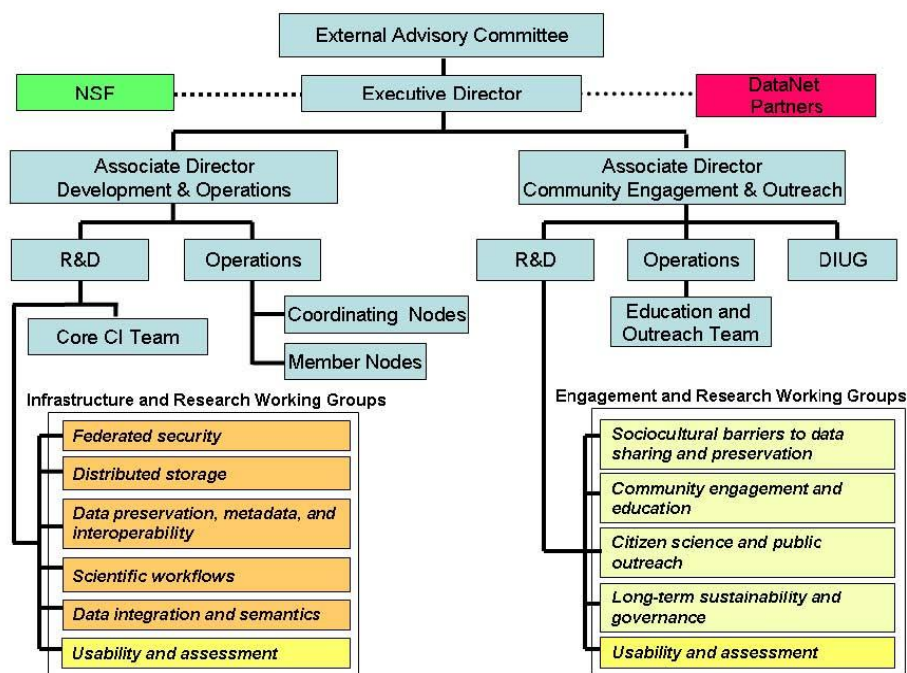 External Advisory Committee
NSF
Executive Director
DataNet
Partners
Associate Director
Development & Operations
Associate Director
Community Engagement & Outreach
R&D
Operations
R&D
Operations
DIUG
Core CI Team
Coordinating Nodes
Member Nodes
Education and
Outreach Team
Infrastructure and Research Working Groups
Federated security
Distributed storage
Data preservation, metadata, and
interoperability
Scientific workflows
Data integration and semantics
Usability and assessment
Engagement and Research Working Groups
Sociocultural barriers to data
sharing and preservation
Community engagement and
education
Citizen science and public
outreach
Long-term sustainability and
governance
Usability and assessment